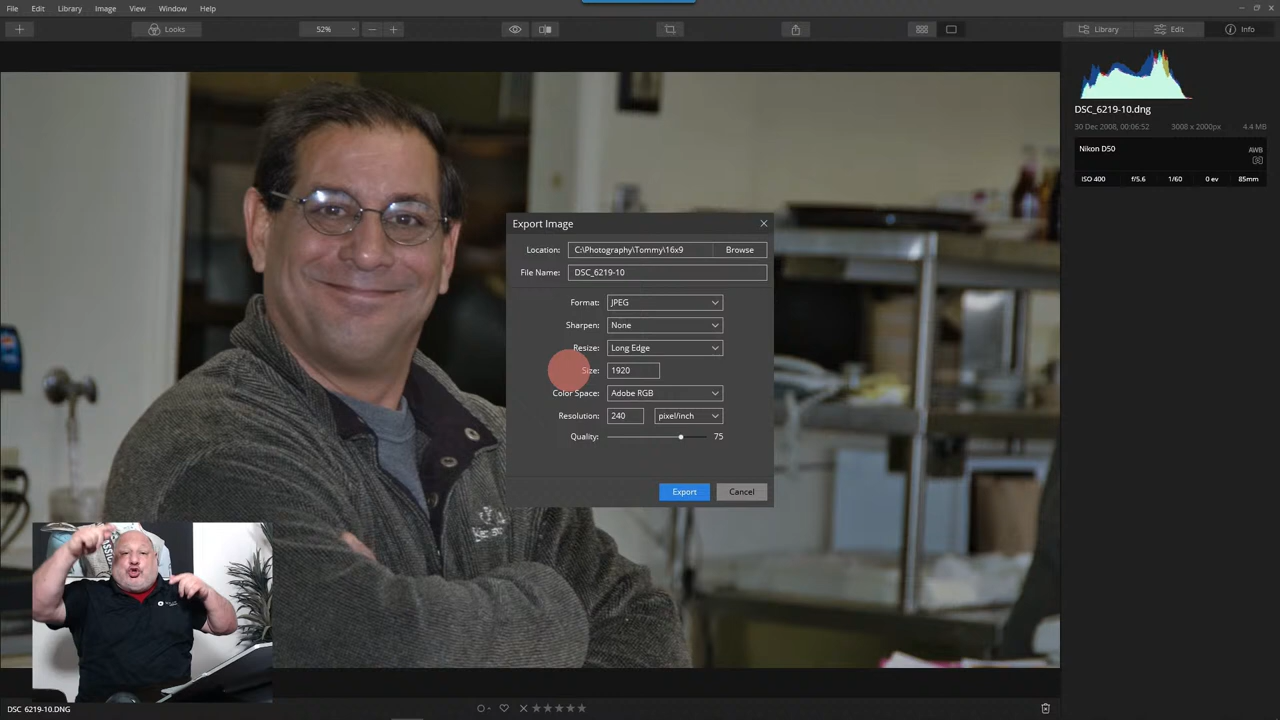 File Edit Library Image View Window Help
Looks 52% Library Edit Info
DSC_6219-10.dng
30 Dec 2008, 00:06:52 3008 x 2000px 4.4 MB
Nikon D50 AWB
ISO 400 f/5.6 1/60 0 ev 85mm
Export Image
Location: C:\Photography\Tommy\16x9 Browse
File Name: DSC_6219-10
Format: JPEG
Sharpen: None
Resize: Long Edge
Size: 1920
Color Space: Adobe RGB
Resolution: 240 pixel/inch
Quality: 75
Export Cancel
DSC_6219-10.DNG